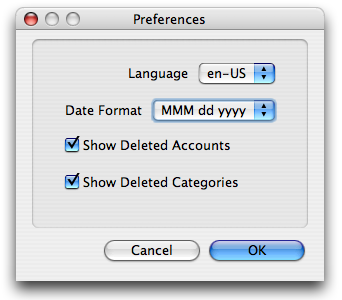 Preferences
Language en-US
Date Format MMM dd yyyy
Show Deleted Accounts
Show Deleted Categories
Cancel OK